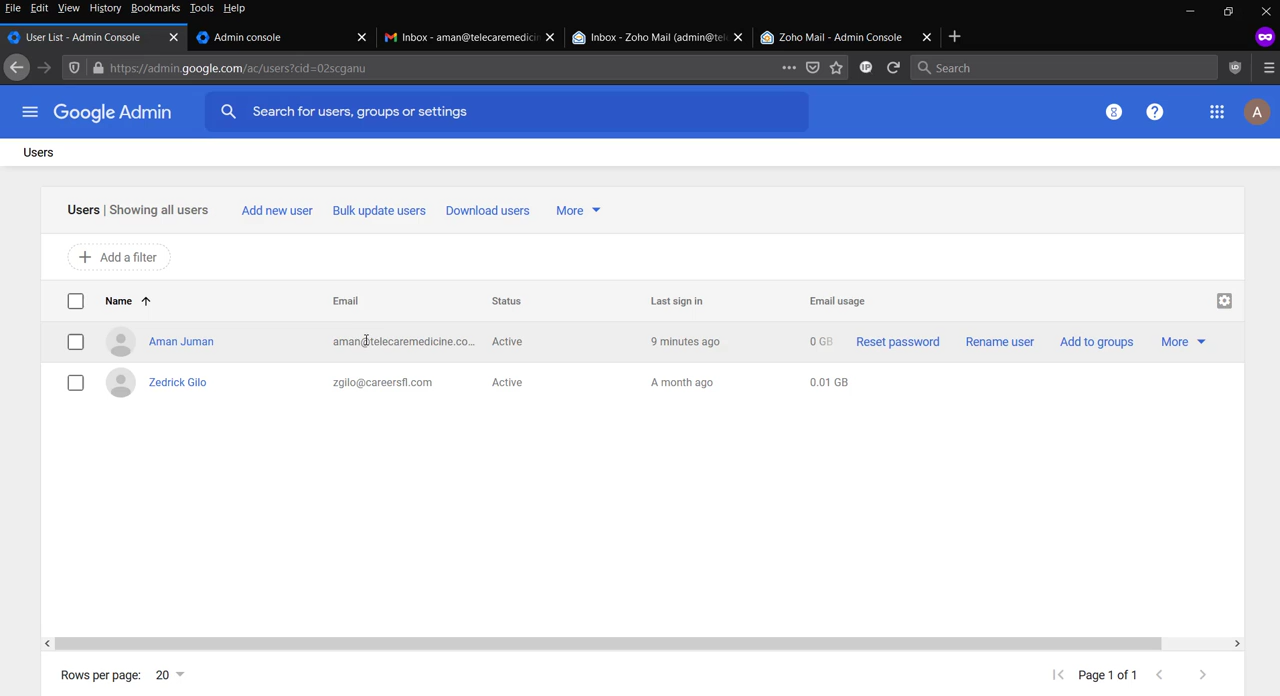 File Edit View History Bookmarks Tools Help
User List - Admin Console
Admin console
Inbox - aman@telecaremedicin
Inbox - Zoho Mail (admin@tel
Zoho Mail - Admin Console
https://admin.google.com/ac/users?cid=02scganu
Search
Google Admin
Search for users, groups or settings
A
Users
Users | Showing all users
Add new user
Bulk update users
Download users
More
Add a filter
Name
Email
Status
Last sign in
Email usage
Aman Juman
aman@telecaremedicine.co...
Active
9 minutes ago
0 GB
Reset password
Rename user
Add to groups
More
Zedrick Gilo
zgilo@careersfl.com
Active
A month ago
0.01 GB
Rows per page: 20
Page 1 of 1